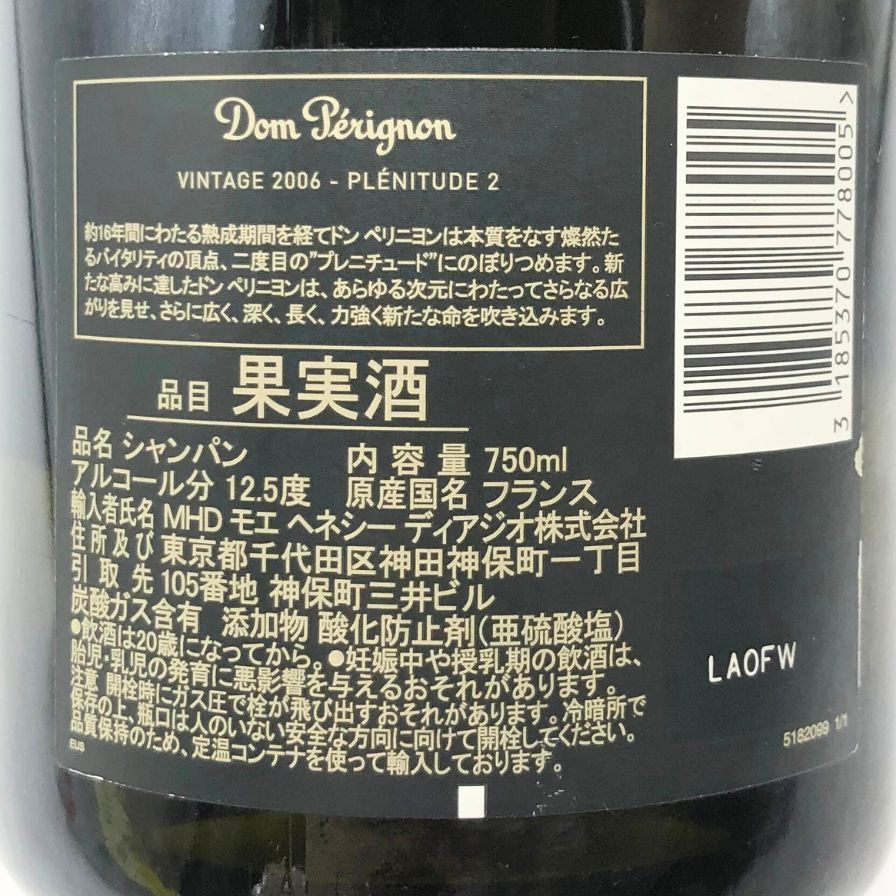 Dom Pérignon
VINTAGE 2006 - PLÉNITUDE 2
約16年間にわたる熟成期間を経てドン ペリニヨンは本質をなす燦然た
るバイタリティの頂点、二度目の"プレニチュード"にのぼりつめます。新
たな高みに達したドン ペリニヨンは、あらゆる次元にわたってさらなる広
がりを見せ、さらに広く、深く、長く、力強く新たな命を吹き込みます。
3 185370 778005 >
品目 果実酒
品名 シャンパン 内容量 750ml
アルコール分 12.5度 原産国名 フランス
輸入者氏名 MHD モエ ヘネシー ディアジオ株式会社
住所及び 東京都千代田区神田神保町一丁目
引取先 105番地 神保町三井ビル
炭酸ガス含有 添加物 酸化防止剤(亜硫酸塩)
●飲酒は20歳になってから。●妊娠中や授乳期の飲酒は、
胎児・乳児の発育に悪影響を与えるおそれがあります。
注意 開栓時にガス圧で栓が飛び出すおそれがあります。冷暗所で
保存の上、瓶口は人のいない安全な方向に向けて開栓してください。
品質保持のため、定温コンテナを使って輸入しております。
EUS
LAOFW
5182099 1/1